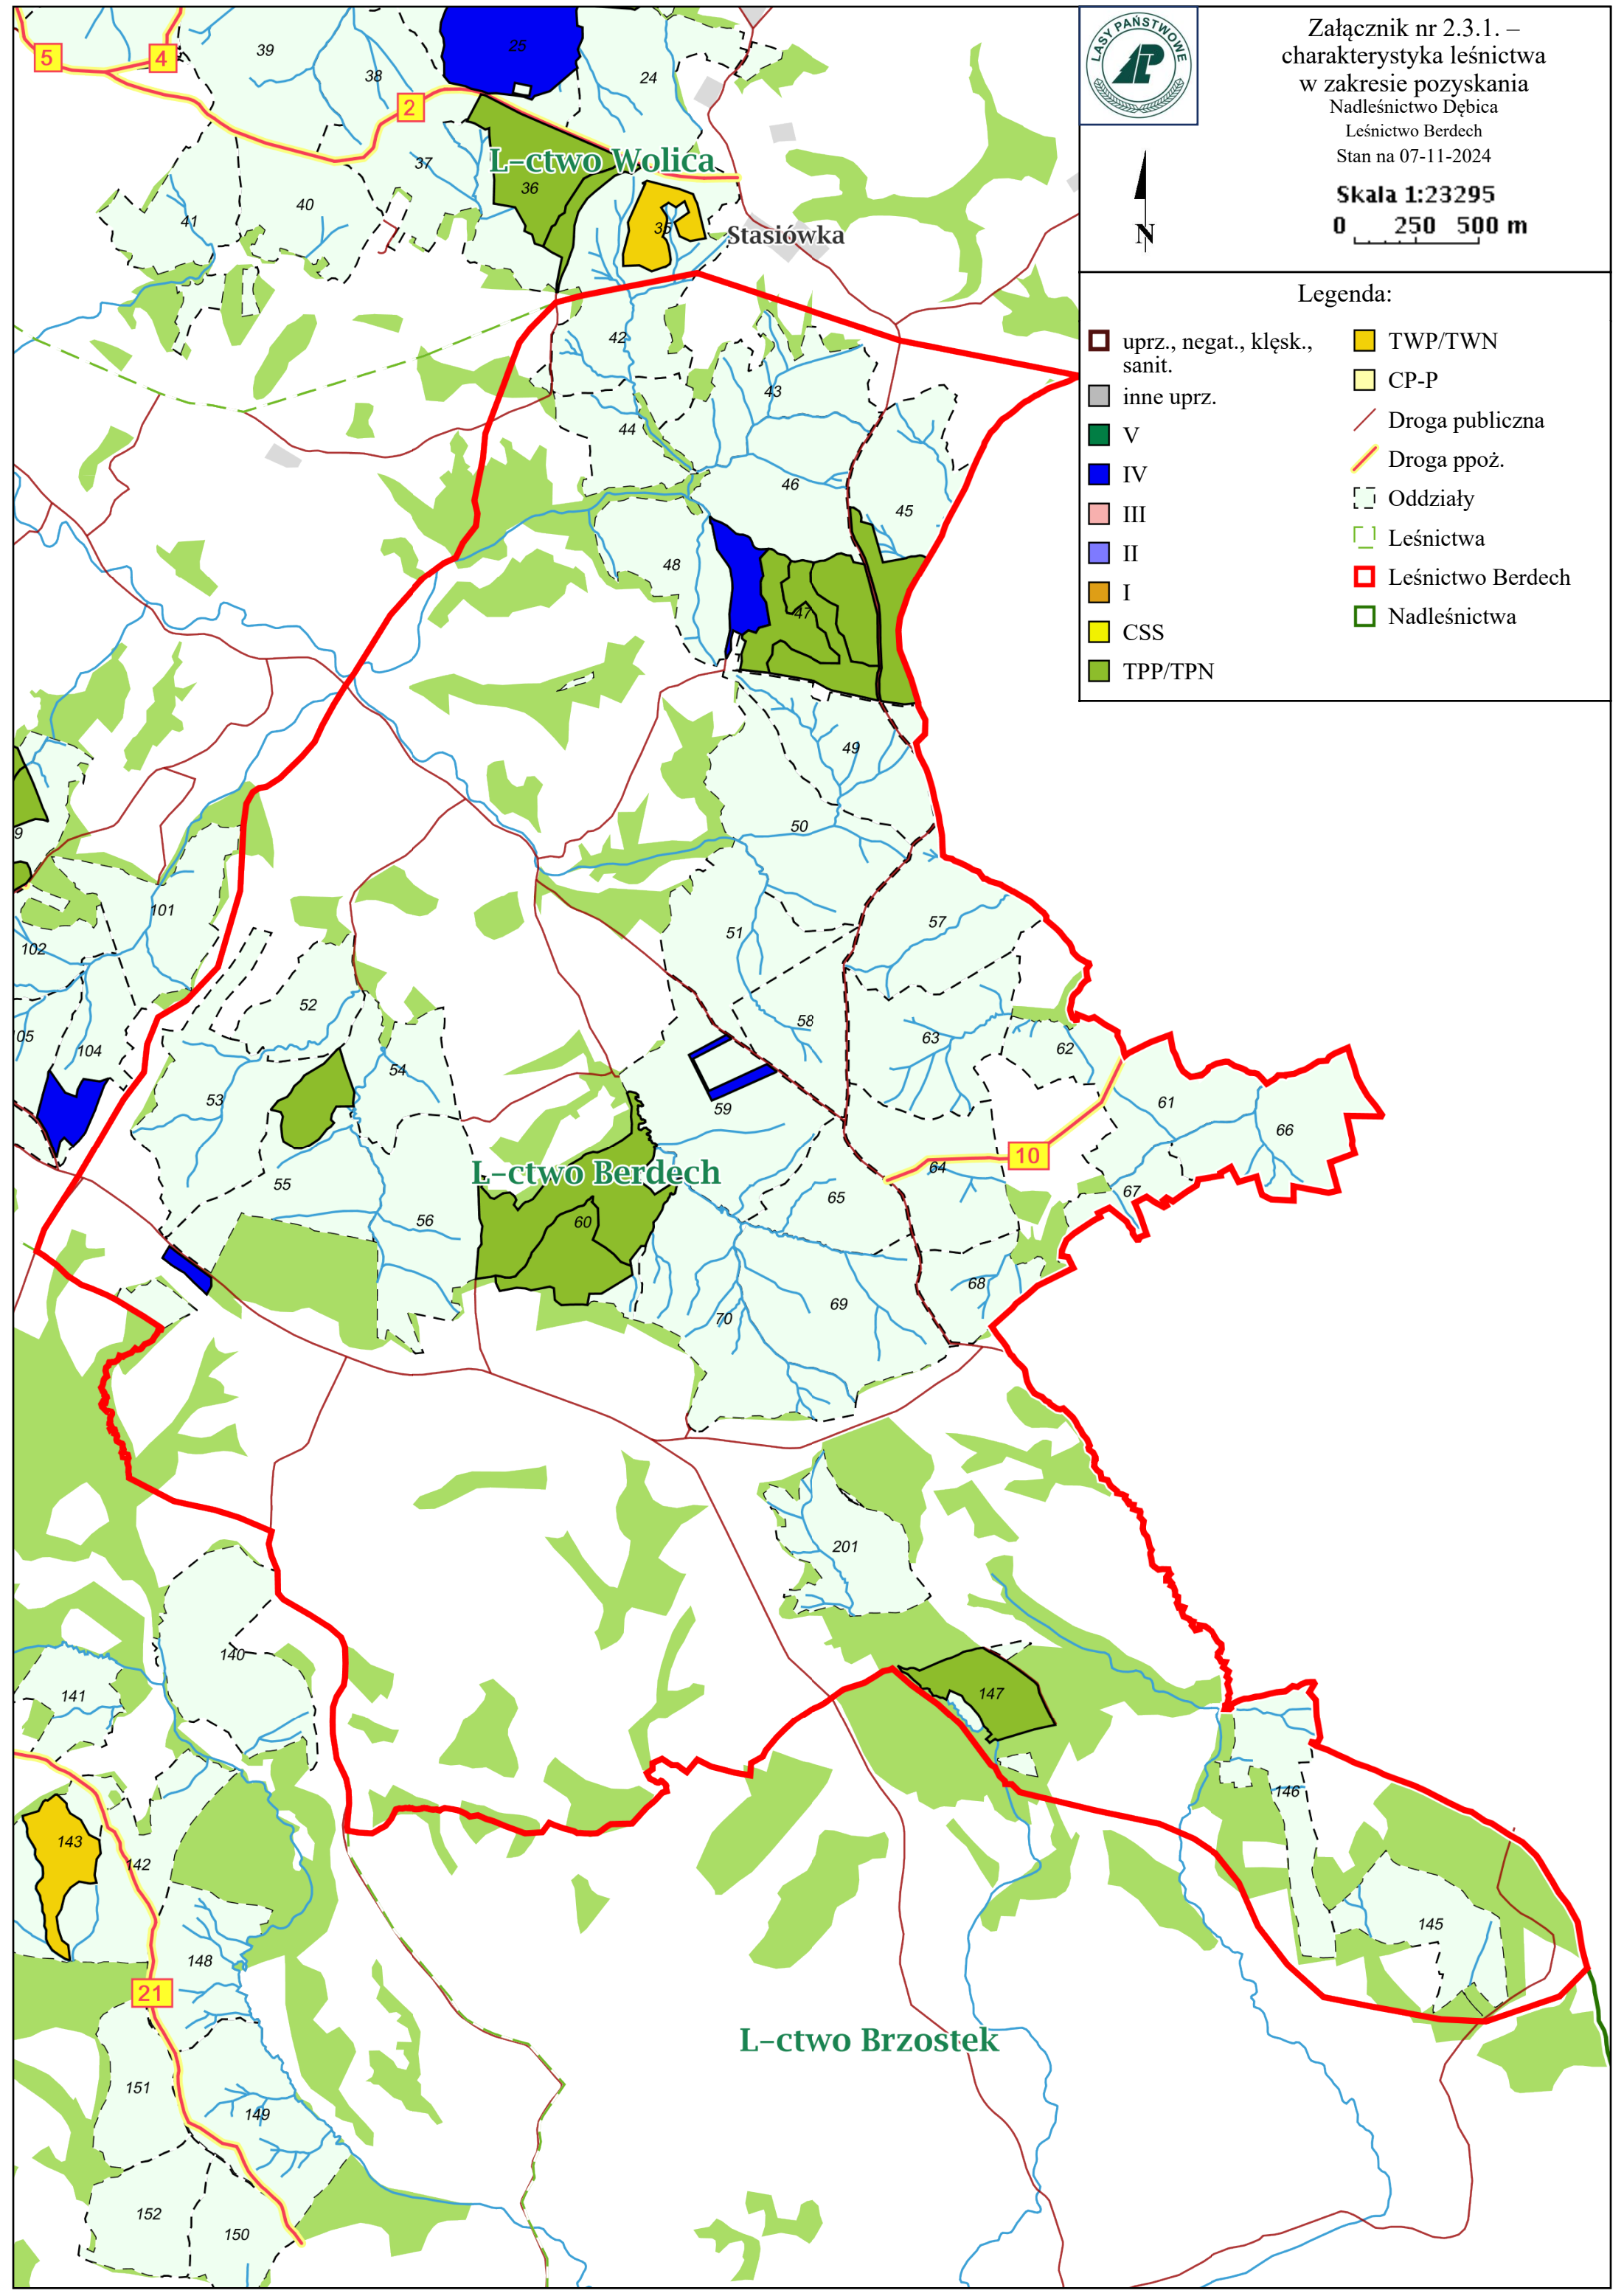 LASY PAŃSTWOWE
Załącznik nr 2.3.1. –
charakterystyka leśnictwa
w zakresie pozyskania
Nadleśnictwo Dębica
Leśnictwo Berdech
Stan na 07-11-2024
Skala 1:23295
0 250 500 m
N
Legenda:
uprz., negat., klęsk.,
sanit.
inne uprz.
V
IV
III
II
I
CSS
TPP/TPN
TWP/TWN
CP-P
Droga publiczna
Droga ppoż.
Oddziały
Leśnictwa
Leśnictwo Berdech
Nadleśnictwa
25
39
5
4
38
24
2
37
L-ctwo Wolica
36
40
41
35
Stasiówka
42
43
44
46
45
48
47
49
50
9
101
51
57
102
52
58
05
104
63
62
54
53
59
61
66
10
64
L-ctwo Berdech
55
65
67
56
60
68
69
70
201
140
141
147
146
143
142
145
148
21
L-ctwo Brzostek
151
149
152
150